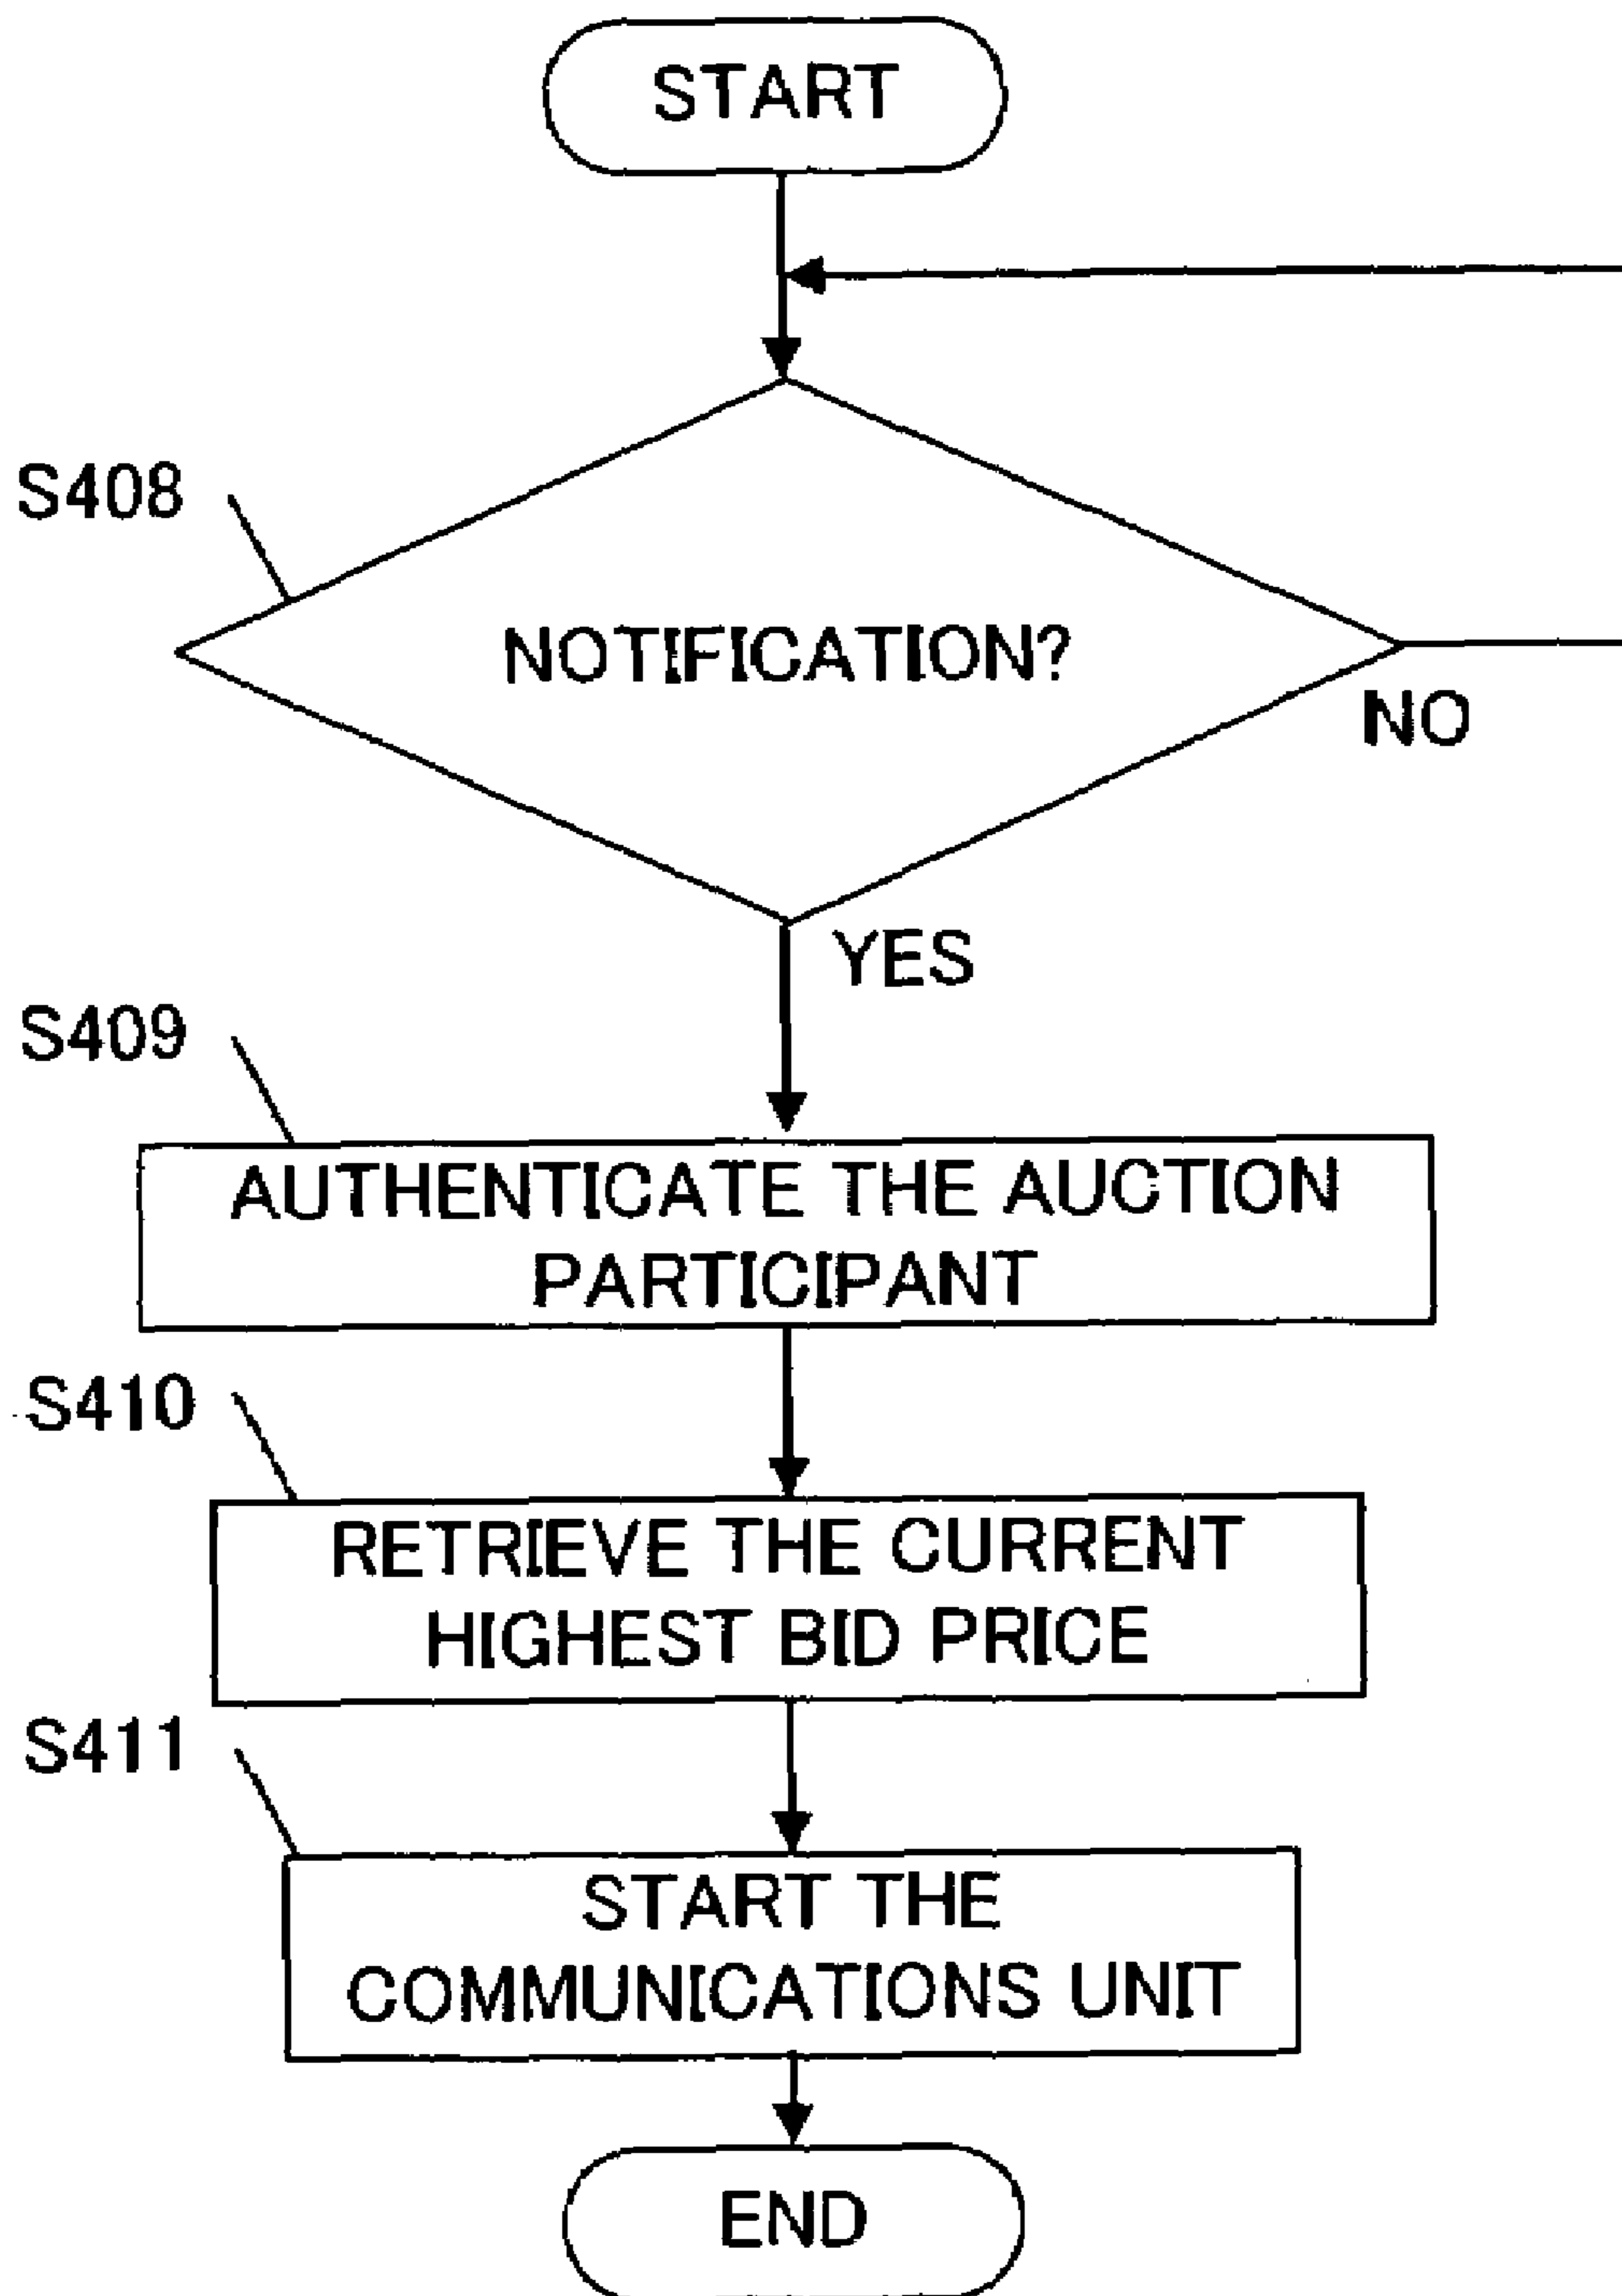 START
S408
NOTIFICATION?
NO
YES
S409
AUTHENTICATE THE AUCTION
PARTICIPANT
S410
RETRIEVE THE CURRENT
HIGHEST BID PRICE
S411
START THE
COMMUNICATIONS UNIT
END